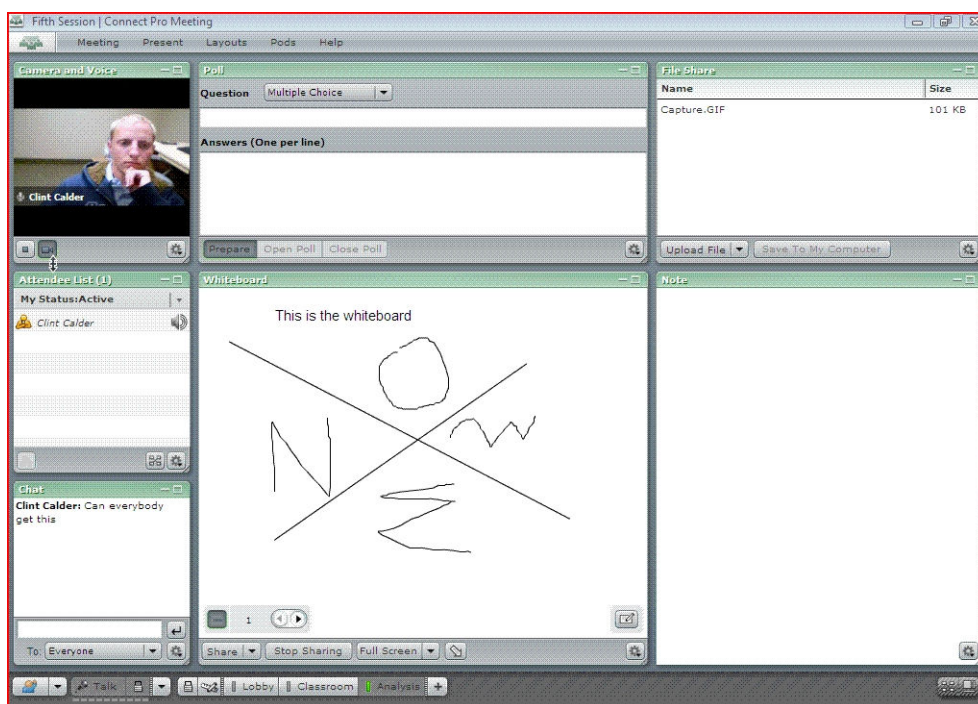 Fifth Session | Connect Pro Meeting
Meeting Present Layouts Pods Help
Camera and Voice
Clint Calder
Poll
Question Multiple Choice
Answers (One per line)
Prepare Open Poll Close Poll
File Share
Name Size
Capture.GIF 101 KB
Upload File Save To My Computer
Attendee List (1)
My Status:Active
Clint Calder
Whiteboard
This is the whiteboard
N
w
1
Share Stop Sharing Full Screen
Note
Chat
Clint Calder: Can everybody
get this
To: Everyone
Talk Lobby Classroom Analysis +